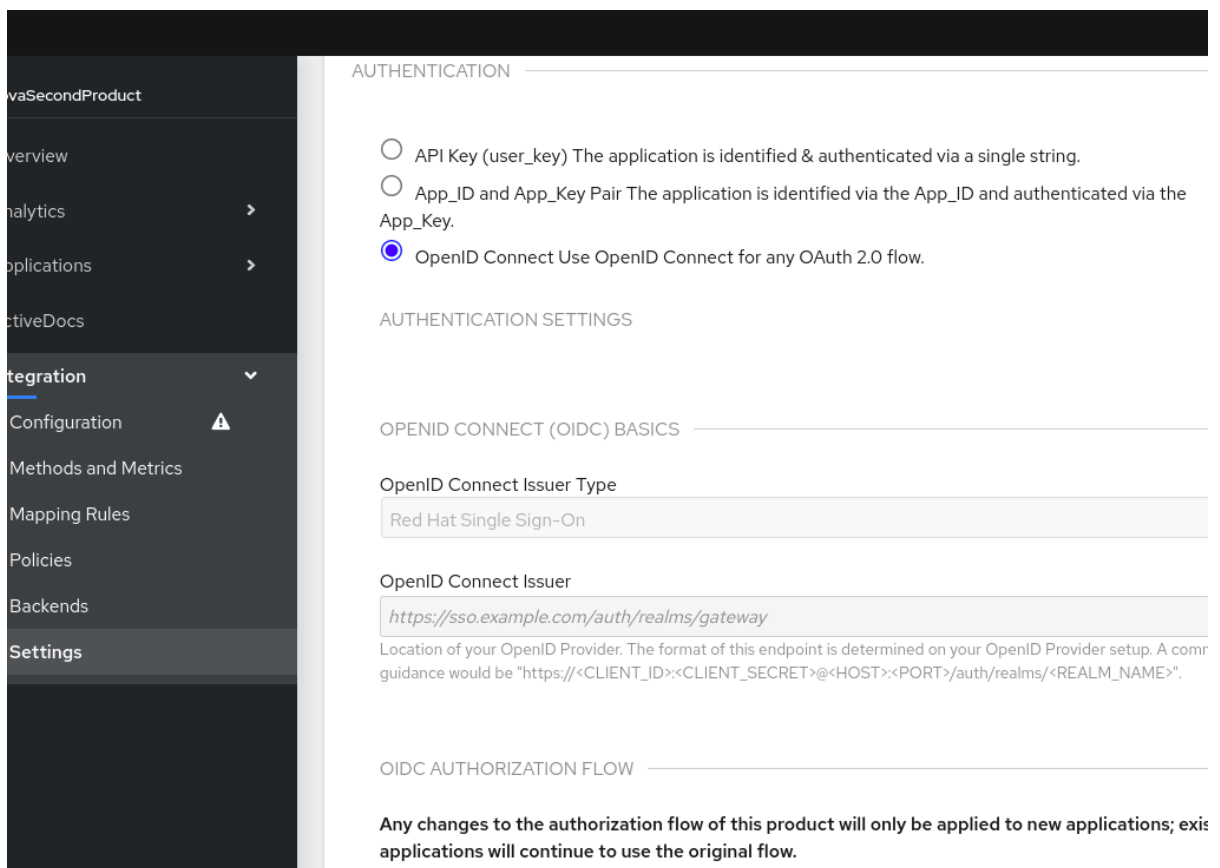 AUTHENTICATION
vaSecondProduct
verview
API Key (user_key) The application is identified & authenticated via a single string.
App_ID and App_Key Pair The application is identified via the App_ID and authenticated via the
App_Key.
nalytics
OpenID Connect Use OpenID Connect for any OAuth 2.0 flow.
pplications
AUTHENTICATION SETTINGS
ctiveDocs
tegration
Configuration
OPENID CONNECT (OIDC) BASICS
Methods and Metrics
OpenID Connect Issuer Type
Mapping Rules
Red Hat Single Sign-On
Policies
OpenID Connect Issuer
Backends
https://sso.example.com/auth/realms/gateway
Settings
Location of your OpenID Provider. The format of this endpoint is determined on your OpenID Provider setup. A comm
guidance would be "https://<CLIENT_ID>:<CLIENT_SECRET>@<HOST>:<PORT>/auth/realms/<REALM_NAME>".
OIDC AUTHORIZATION FLOW
Any changes to the authorization flow of this product will only be applied to new applications; exis
applications will continue to use the original flow.